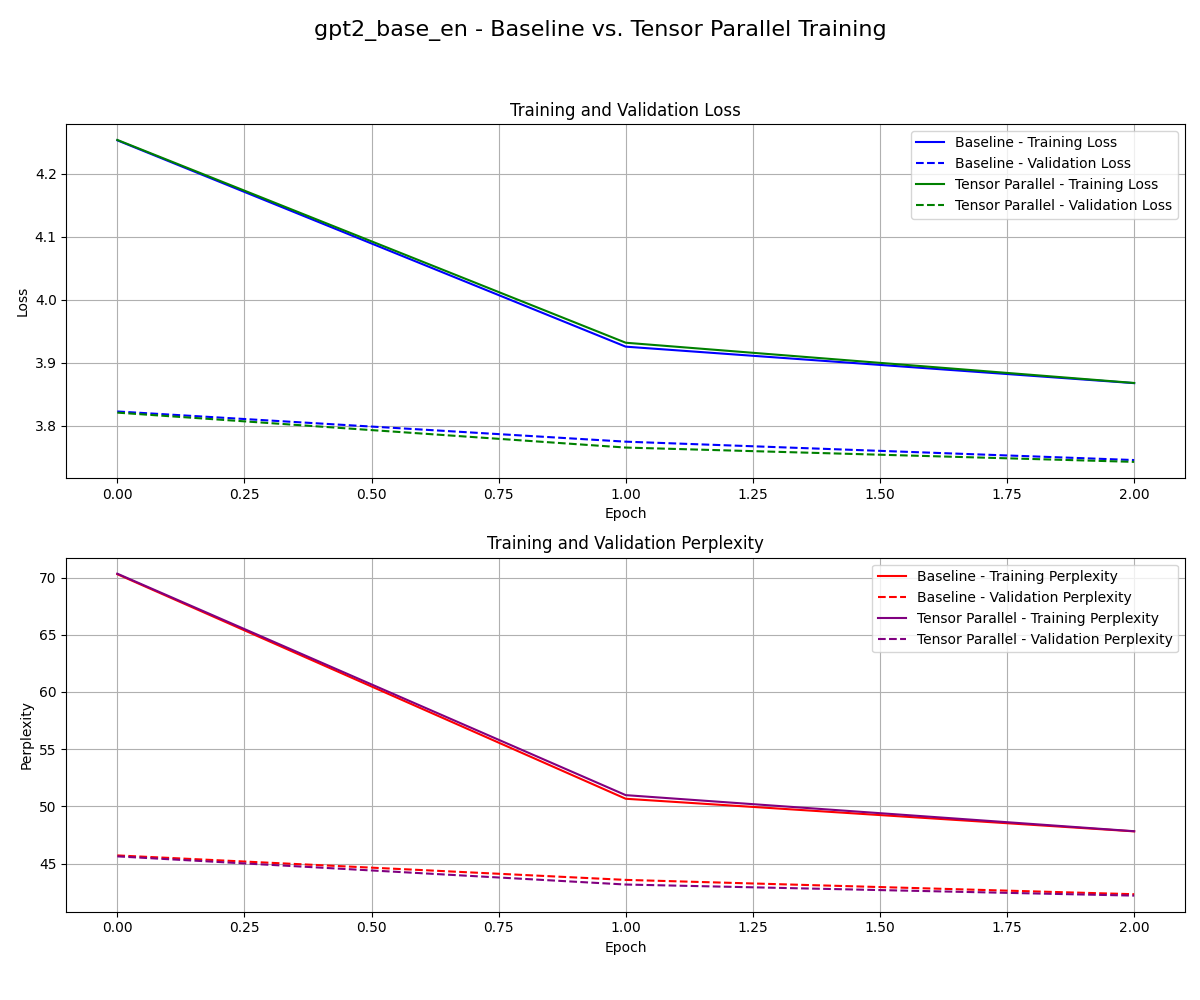 gpt2_base_en - Baseline vs. Tensor Parallel Training
Training and Validation Loss
Baseline - Training Loss
Baseline - Validation Loss
Tensor Parallel - Training Loss
Tensor Parallel - Validation Loss
Loss
4.2
4.1
4.0
3.9
3.8
0.00 0.25 0.50 0.75 1.00 1.25 1.50 1.75 2.00
Epoch
Training and Validation Perplexity
Baseline - Training Perplexity
Baseline - Validation Perplexity
Tensor Parallel - Training Perplexity
Tensor Parallel - Validation Perplexity
Perplexity
70
65
60
55
50
45
0.00 0.25 0.50 0.75 1.00 1.25 1.50 1.75 2.00
Epoch